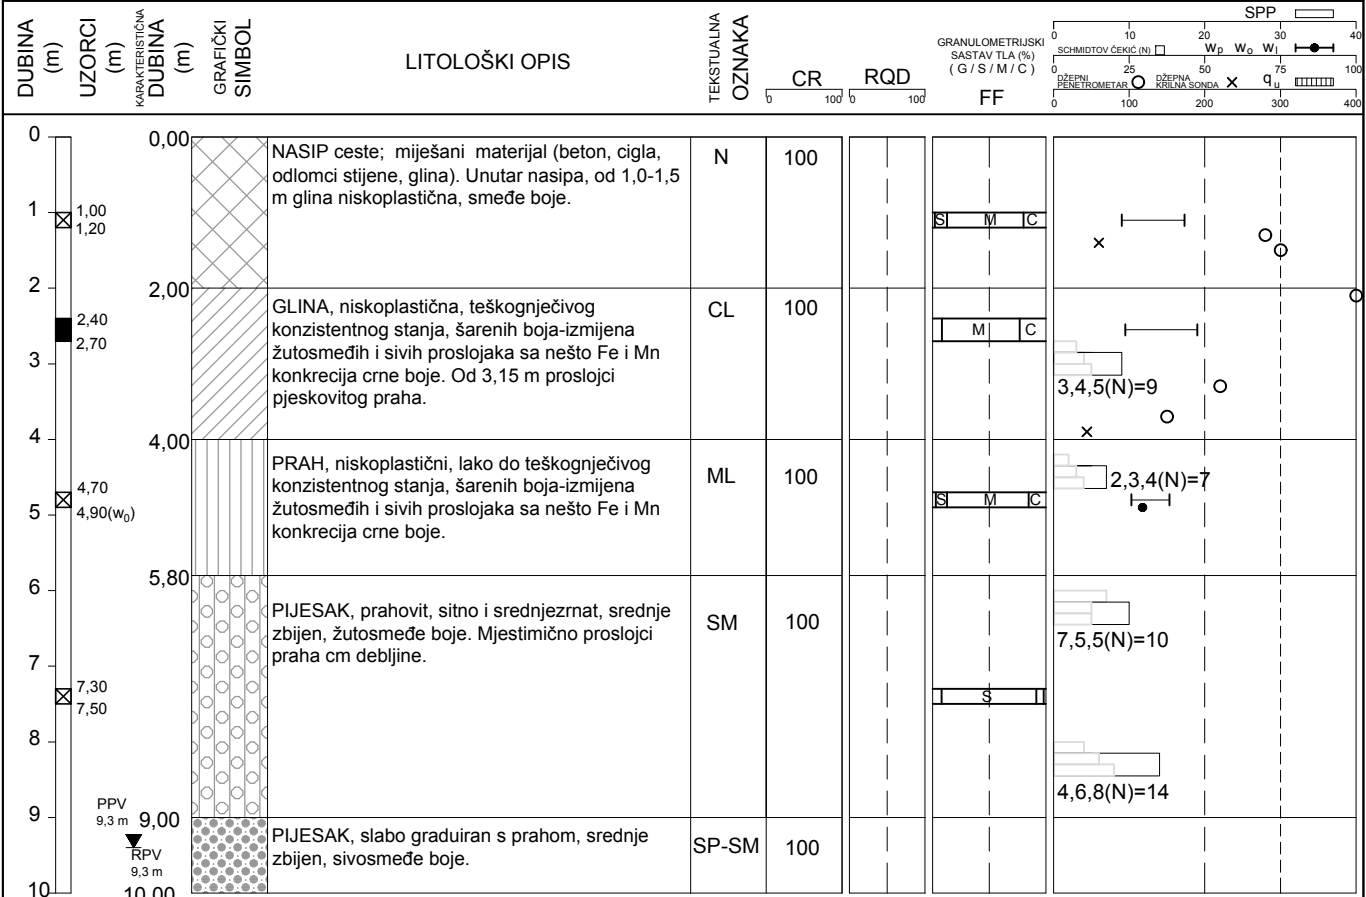 DUBINA
(m)
UZORCI
(m)
KARAKTERISTIČNA
DUBINA
(m)
GRAFIČKI
SIMBOL
LITOLOŠKI OPIS
TEKSTUALNA
OZNAKA
CR
0 100
RQD
0 100
GRANULOMETRIJSKI
SASTAV TLA (%)
( G / S / M / C )
FF
SPP
0 10 20 30 40
SCHMIDTOV ČEKIĆ (N) wp wo wl
0 25 50 75 100
DŽEPNI PENETROMETAR DŽEPNA KRILNA SONDA qu
0 100 200 300 400
0
0,00
NASIP ceste; miješani materijal (beton, cigla,
odlomci stijene, glina). Unutar nasipa, od 1,0-1,5
m glina niskoplastična, smeđe boje.
N
100
1
1,00
1,20
S M C
2
2,00
GLINA, niskoplastična, teškognječivog
konzistentnog stanja, šarenih boja-izmijena
žutosmeđih i sivih proslojaka sa nešto Fe i Mn
konkrecija crne boje. Od 3,15 m proslojci
pjeskovitog praha.
CL
100
2,40
2,70
M C
3
3,4,5(N)=9
4
4,00
PRAH, niskoplastični, lako do teškognječivog
konzistentnog stanja, šarenih boja-izmijena
žutosmeđih i sivih proslojaka sa nešto Fe i Mn
konkrecija crne boje.
ML
100
2,3,4(N)=7
4,70
4,90(w0)
S M C
5
5,80
6
PIJESAK, prahovit, sitno i srednjezrnat, srednje
zbijen, žutosmeđe boje. Mjestimično proslojci
praha cm debljine.
SM
100
7,5,5(N)=10
7
7,30
7,50
S
8
4,6,8(N)=14
9
PPV
9,3 m
9,00
RPV
9,3 m
PIJESAK, slabo graduiran s prahom, srednje
zbijen, sivosmeđe boje.
SP-SM
100
10
10,00